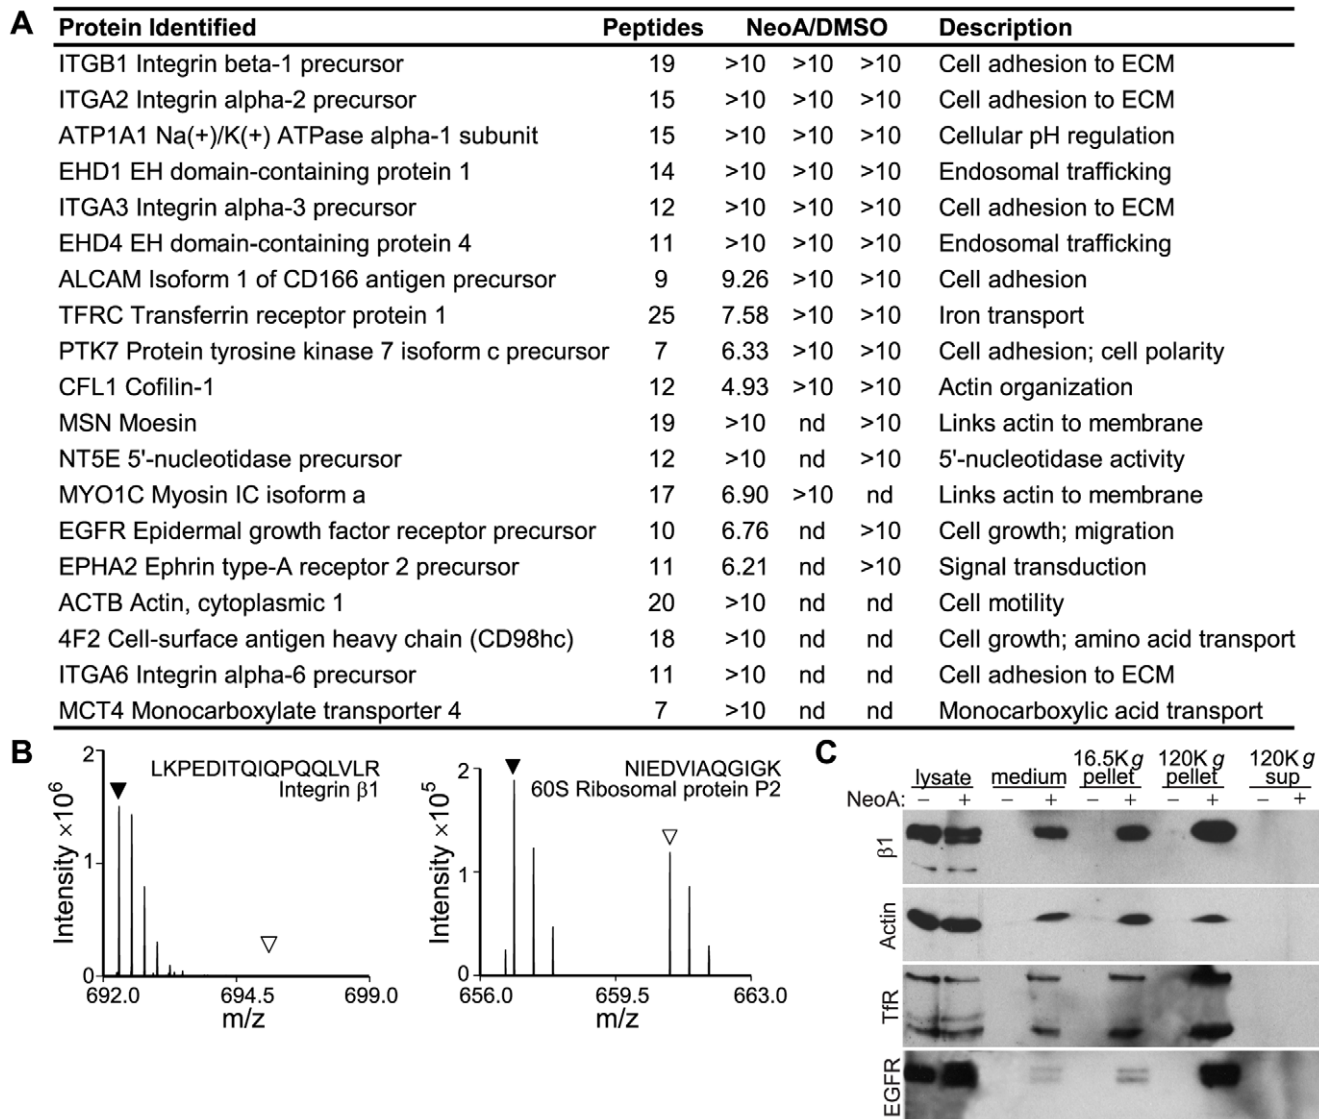 A
Protein Identified Peptides NeoA/DMSO Description
ITGB1 Integrin beta-1 precursor 19 >10 >10 >10 Cell adhesion to ECM
ITGA2 Integrin alpha-2 precursor 15 >10 >10 >10 Cell adhesion to ECM
ATP1A1 Na(+)/K(+) ATPase alpha-1 subunit 15 >10 >10 >10 Cellular pH regulation
EHD1 EH domain-containing protein 1 14 >10 >10 >10 Endosomal trafficking
ITGA3 Integrin alpha-3 precursor 12 >10 >10 >10 Cell adhesion to ECM
EHD4 EH domain-containing protein 4 11 >10 >10 >10 Endosomal trafficking
ALCAM Isoform 1 of CD166 antigen precursor 9 9.26 >10 >10 Cell adhesion
TFRC Transferrin receptor protein 1 25 7.58 >10 >10 Iron transport
PTK7 Protein tyrosine kinase 7 isoform c precursor 7 6.33 >10 >10 Cell adhesion; cell polarity
CFL1 Cofilin-1 12 4.93 >10 >10 Actin organization
MSN Moesin 19 >10 nd >10 Links actin to membrane
NT5E 5'-nucleotidase precursor 12 >10 nd >10 5'-nucleotidase activity
MYO1C Myosin IC isoform a 17 6.90 >10 nd Links actin to membrane
EGFR Epidermal growth factor receptor precursor 10 6.76 nd >10 Cell growth; migration
EPHA2 Ephrin type-A receptor 2 precursor 11 6.21 nd >10 Signal transduction
ACTB Actin, cytoplasmic 1 20 >10 nd nd Cell motility
4F2 Cell-surface antigen heavy chain (CD98hc) 18 >10 nd nd Cell growth; amino acid transport
ITGA6 Integrin alpha-6 precursor 11 >10 nd nd Cell adhesion to ECM
MCT4 Monocarboxylate transporter 4 7 >10 nd nd Monocarboxylic acid transport
B
LKPEDITQIQPQQLVLR
Integrin β1
Intensity ×10⁶
2
1
0
692.0 694.5 699.0
m/z
NIEDVIAQGIGK
60S Ribosomal protein P2
Intensity ×10⁵
2
1
0
656.0 659.5 663.0
m/z
C
lysate medium 16.5K g pellet 120K g pellet 120K g sup
NeoA: – + – + – + – + – +
β1
Actin
TfR
EGFR